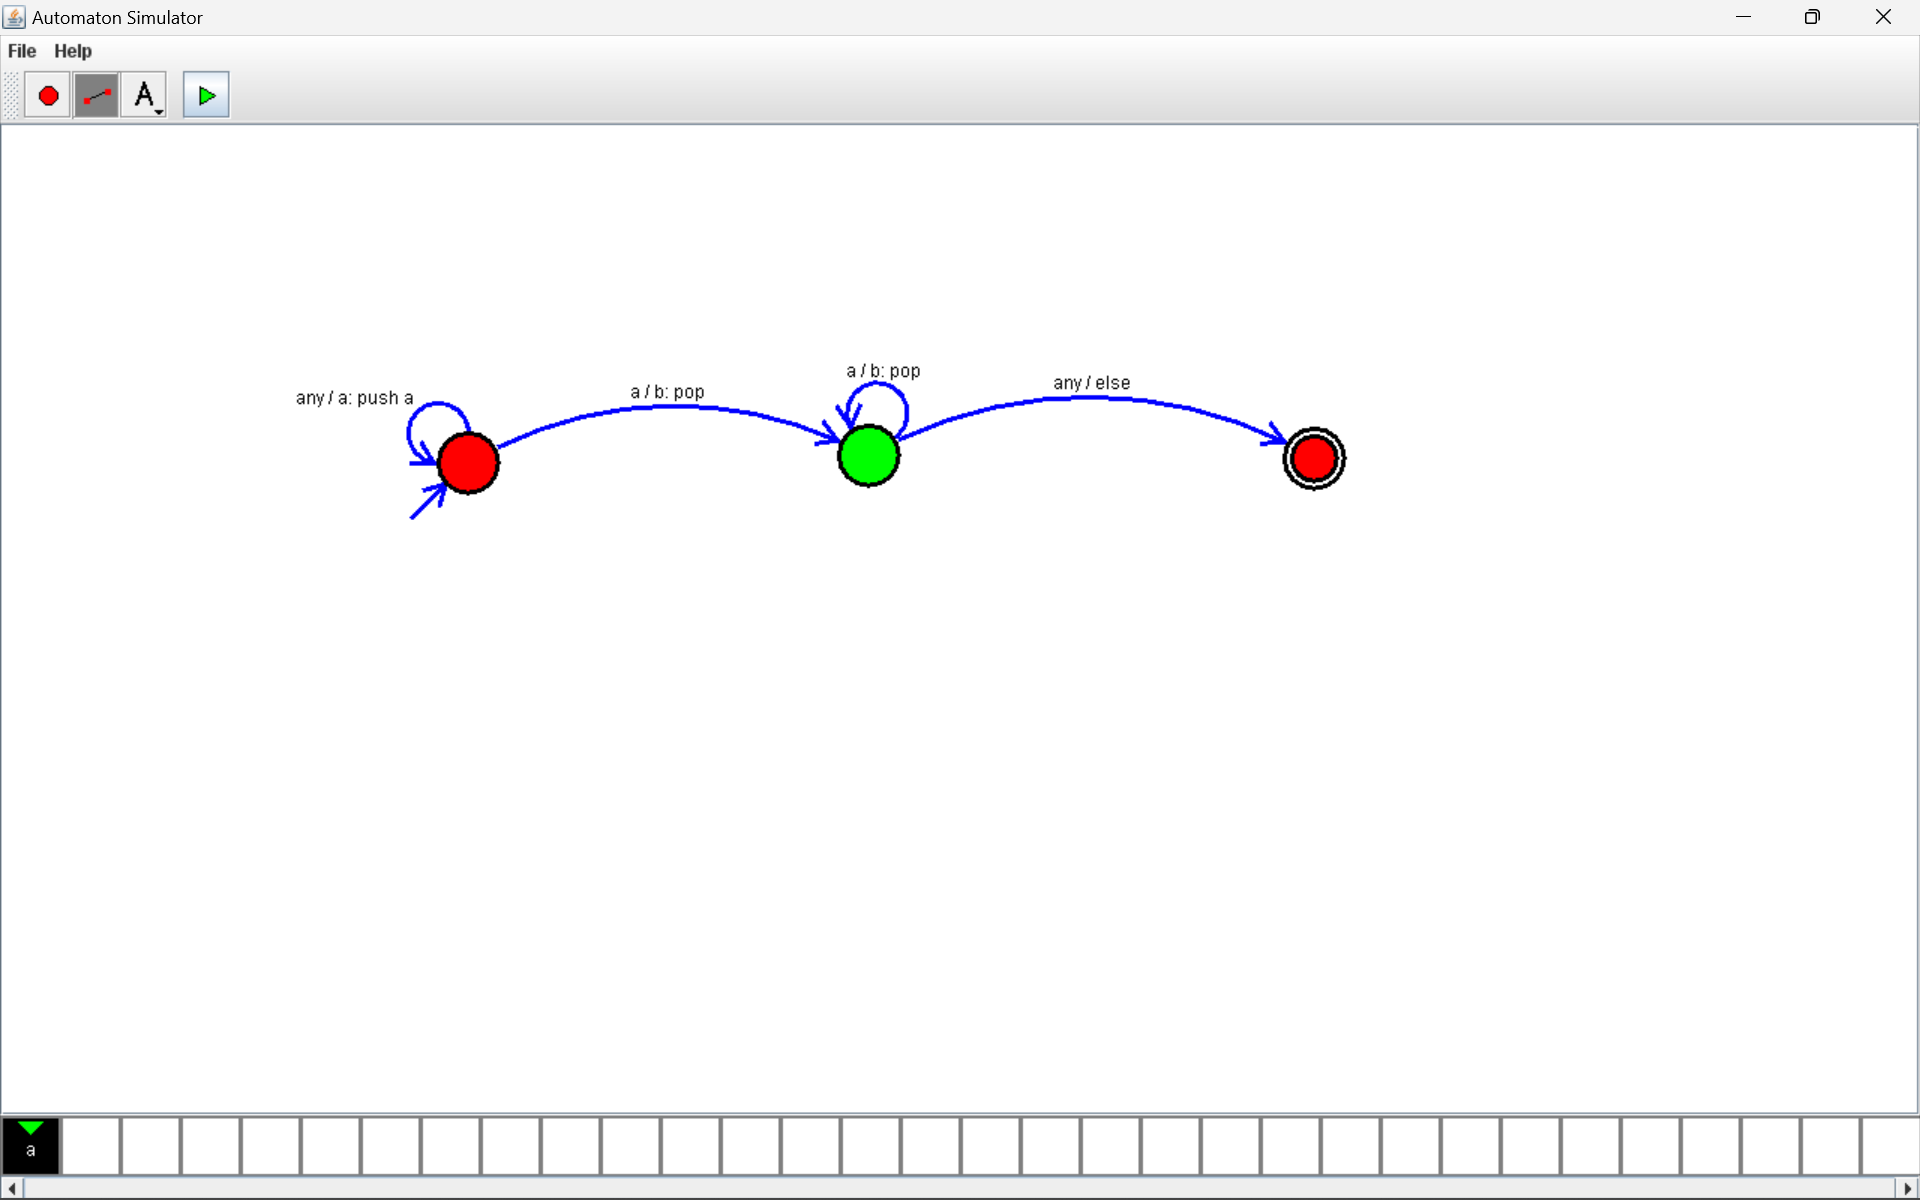 Automaton Simulator
File Help
A
a / b: pop
any / else
a / b: pop
any / a: push a
a